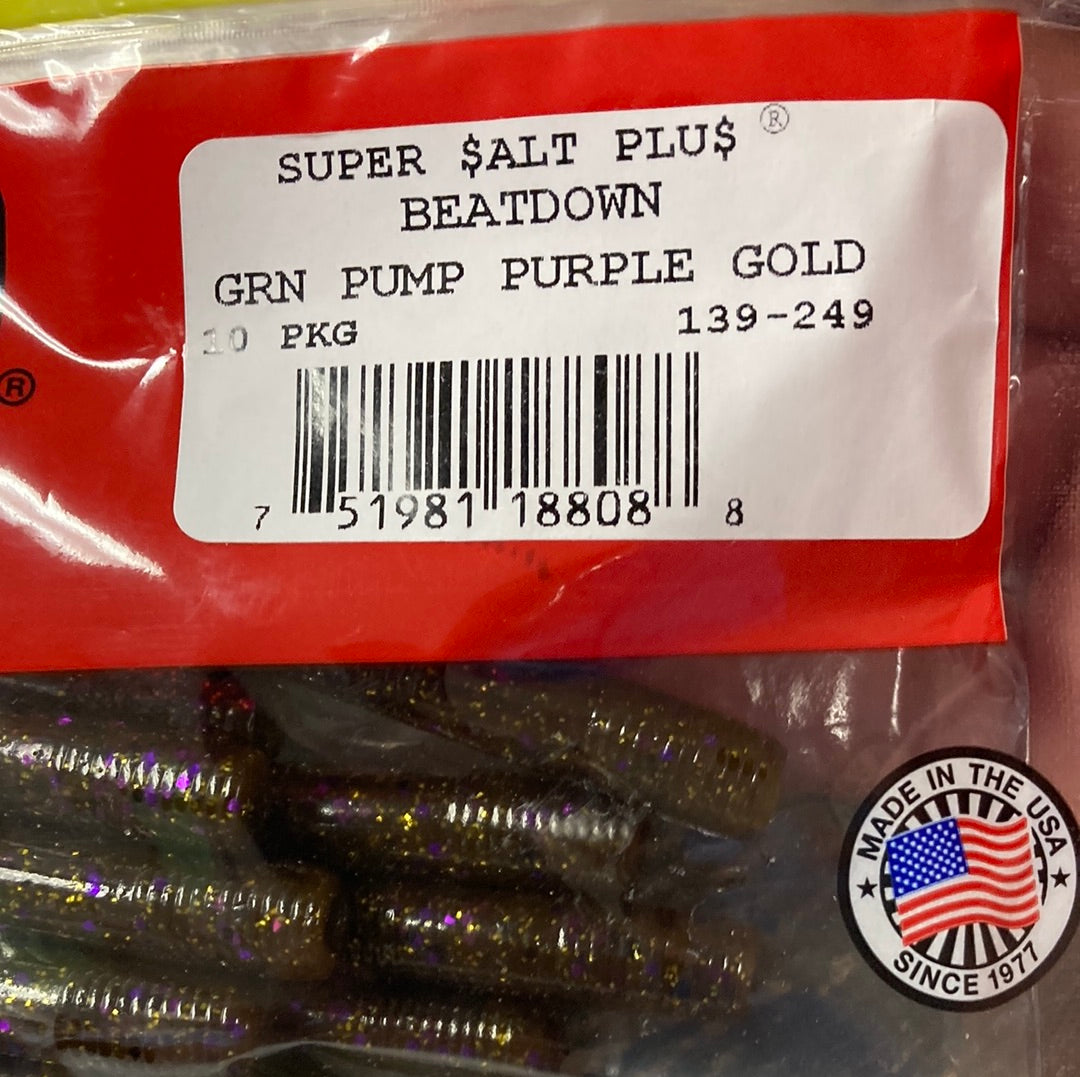 SUPER $ALT PLU$ ®
BEATDOWN
GRN PUMP PURPLE GOLD
10 PKG 139-249
7 51981 18808 8
®
MADE IN THE USA
SINCE 1977